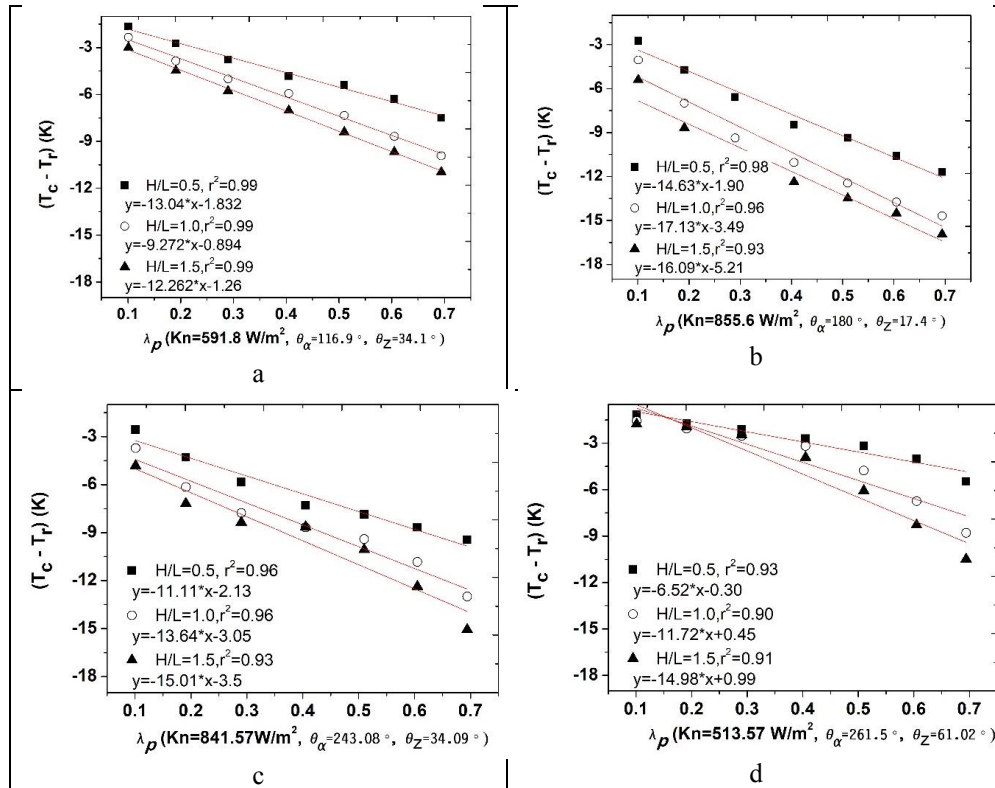 -3
-6
-9
-12
-15
-18
(T_c - T_r) (K)
H/L=0.5, r²=0.99
y=-13.04*x-1.832
H/L=1.0,r²=0.99
y=-9.272*x-0.894
H/L=1.5,r²=0.99
y=-12.262*x-1.26
0.1 0.2 0.3 0.4 0.5 0.6 0.7
λ_p (Kn=591.8 W/m², θ_α=116.9 °, θ_Z=34.1 °)
a
-3
-6
-9
-12
-15
-18
(T_c - T_r) (K)
H/L=0.5, r²=0.98
y=-14.63*x-1.90
H/L=1.0,r²=0.96
y=-17.13*x-3.49
H/L=1.5,r²=0.93
y=-16.09*x-5.21
0.1 0.2 0.3 0.4 0.5 0.6 0.7
λ_p (Kn=855.6 W/m², θ_α=180 °, θ_Z=17.4 °)
b
-3
-6
-9
-12
-15
-18
(T_c - T_r) (K)
H/L=0.5, r²=0.96
y=-11.11*x-2.13
H/L=1.0,r²=0.96
y=-13.64*x-3.05
H/L=1.5,r²=0.93
y=-15.01*x-3.5
0.1 0.2 0.3 0.4 0.5 0.6 0.7
λ_p (Kn=841.57W/m², θ_α=243.08 °, θ_Z=34.09 °)
c
-3
-6
-9
-12
-15
-18
(T_c - T_r) (K)
H/L=0.5, r²=0.93
y=-6.52*x-0.30
H/L=1.0,r²=0.90
y=-11.72*x+0.45
H/L=1.5,r²=0.91
y=-14.98*x+0.99
0.1 0.2 0.3 0.4 0.5 0.6 0.7
λ_p (Kn=513.57 W/m², θ_α=261.5 °, θ_Z=61.02 °)
d